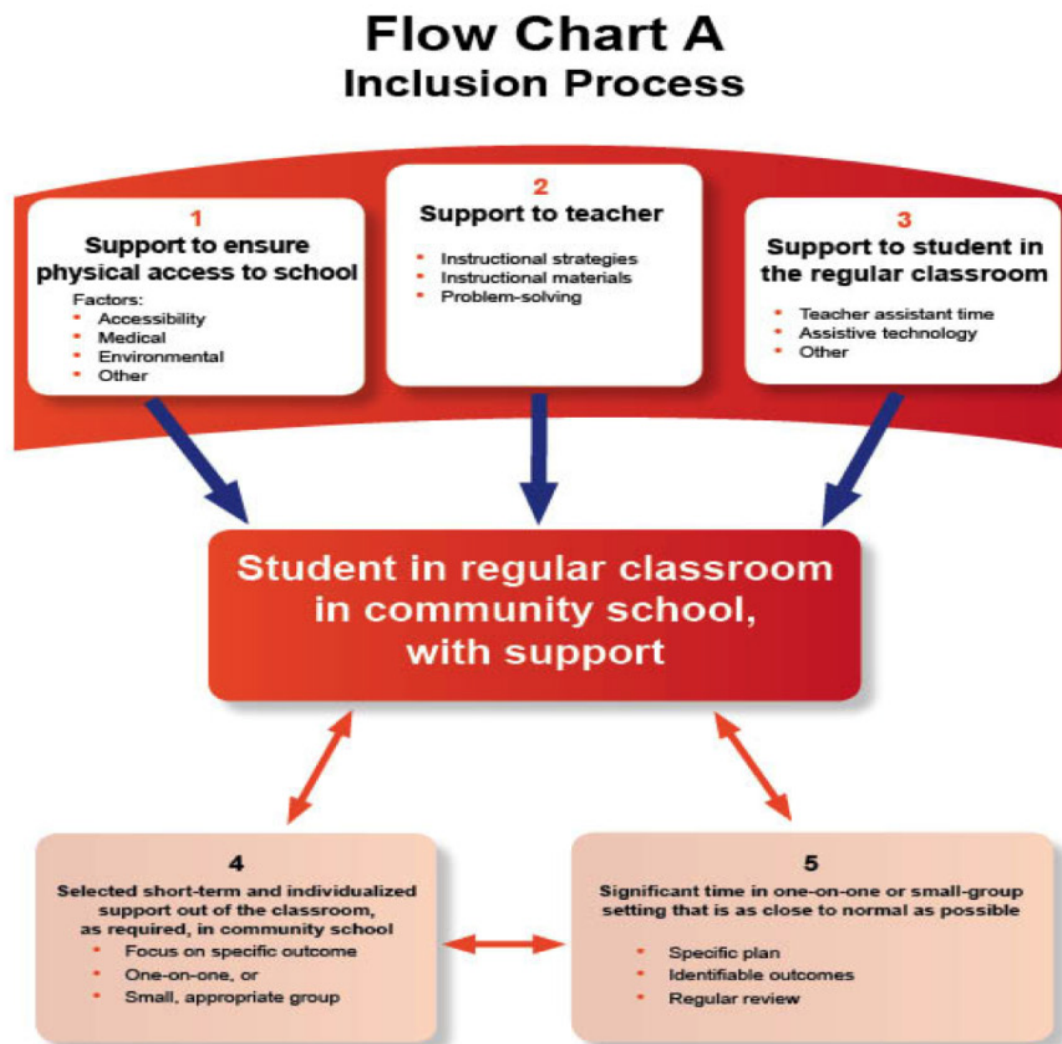 Flow Chart A
Inclusion Process
1
Support to ensure
physical access to school
Factors:
• Accessibility
• Medical
• Environmental
• Other
2
Support to teacher
• Instructional strategies
• Instructional materials
• Problem-solving
3
Support to student in
the regular classroom
• Teacher assistant time
• Assistive technology
• Other
Student in regular classroom
in community school,
with support
4
Selected short-term and individualized
support out of the classroom,
as required, in community school
• Focus on specific outcome
• One-on-one, or
• Small, appropriate group
5
Significant time in one-on-one or small-group
setting that is as close to normal as possible
• Specific plan
• Identifiable outcomes
• Regular review